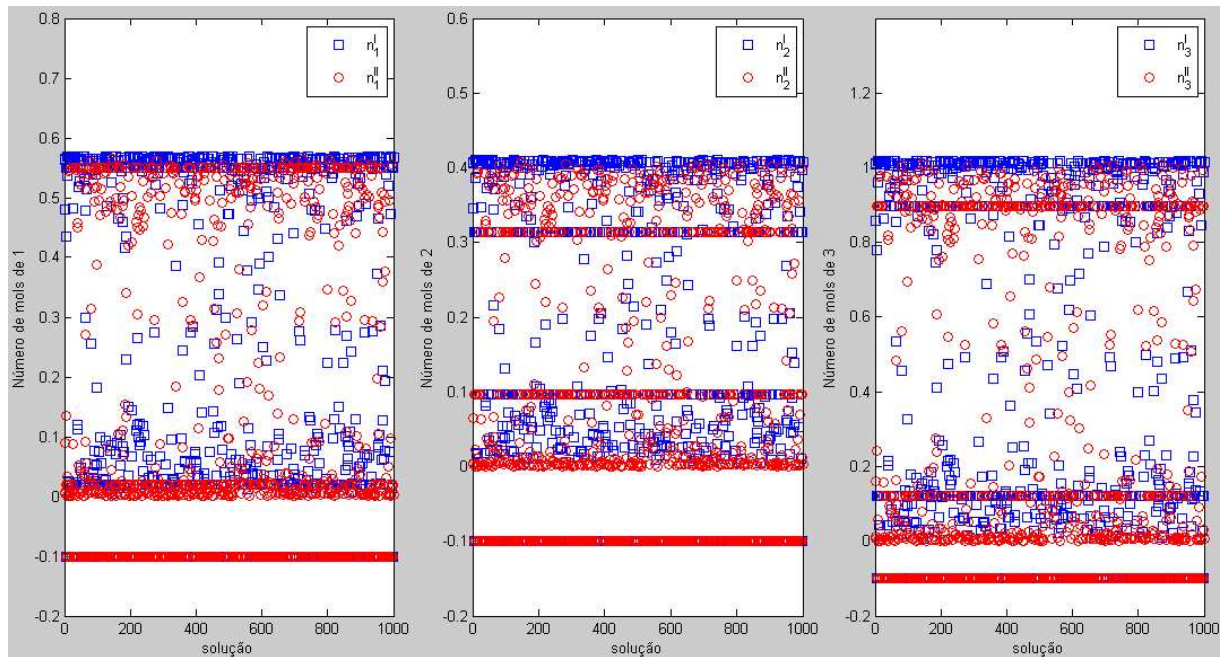 0.8
0.7
0.6
0.5
0.4
0.3
0.2
0.1
0
-0.1
-0.2
Número de mols de 1
0 200 400 600 800 1000
solução
n₁ᴵ
n₁ᴵᴵ
0.6
0.5
0.4
0.3
0.2
0.1
0
-0.1
-0.2
Número de mols de 2
0 200 400 600 800 1000
solução
n₂ᴵ
n₂ᴵᴵ
1.2
1
0.8
0.6
0.4
0.2
0
-0.2
Número de mols de 3
0 200 400 600 800 1000
solução
n₃ᴵ
n₃ᴵᴵ